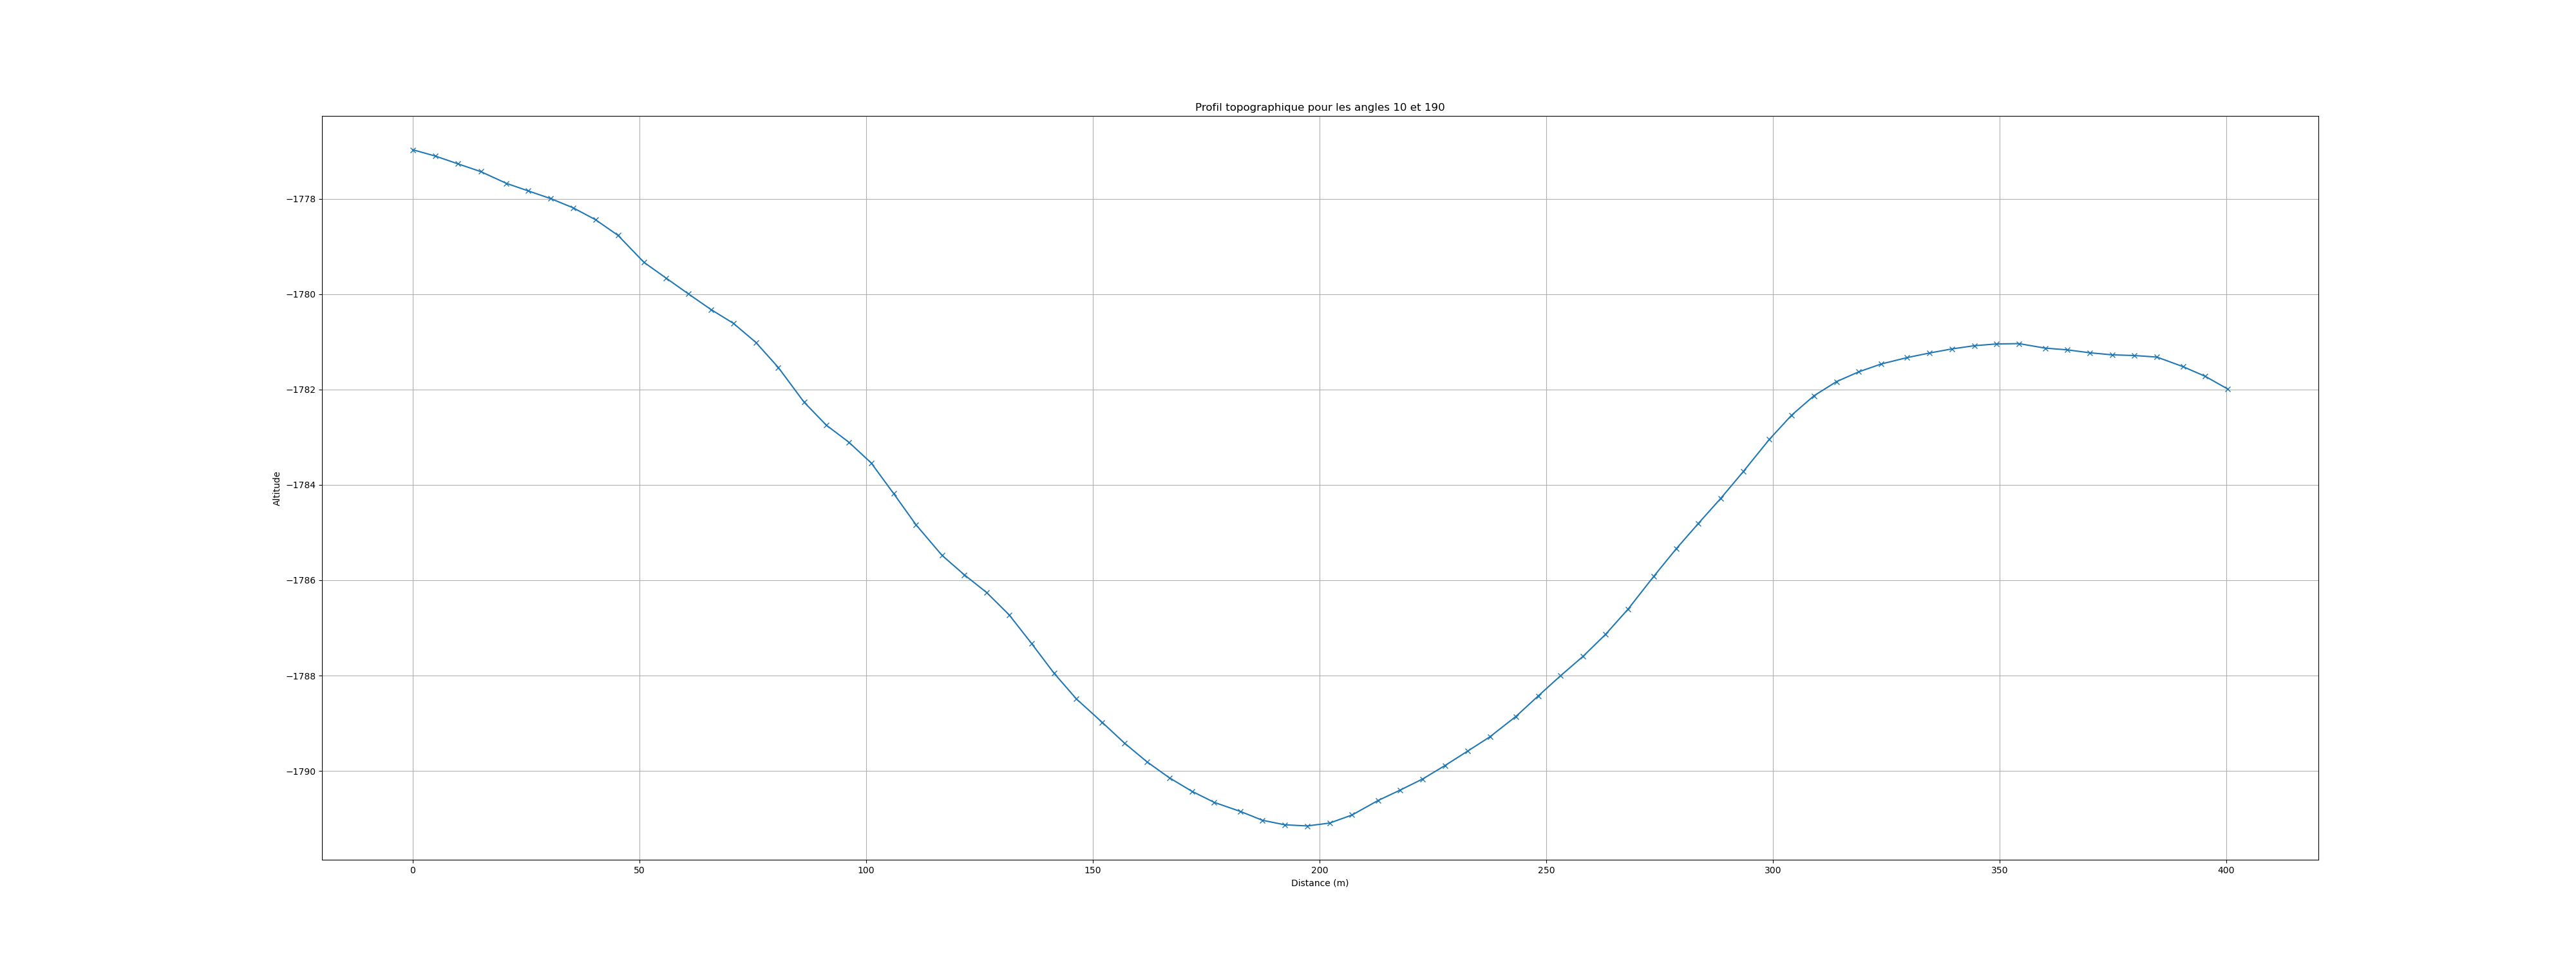 Profil topographique pour les angles 10 et 190
Altitude
−1778
−1780
−1782
−1784
−1786
−1788
−1790
0 50 100 150 200 250 300 350 400
Distance (m)